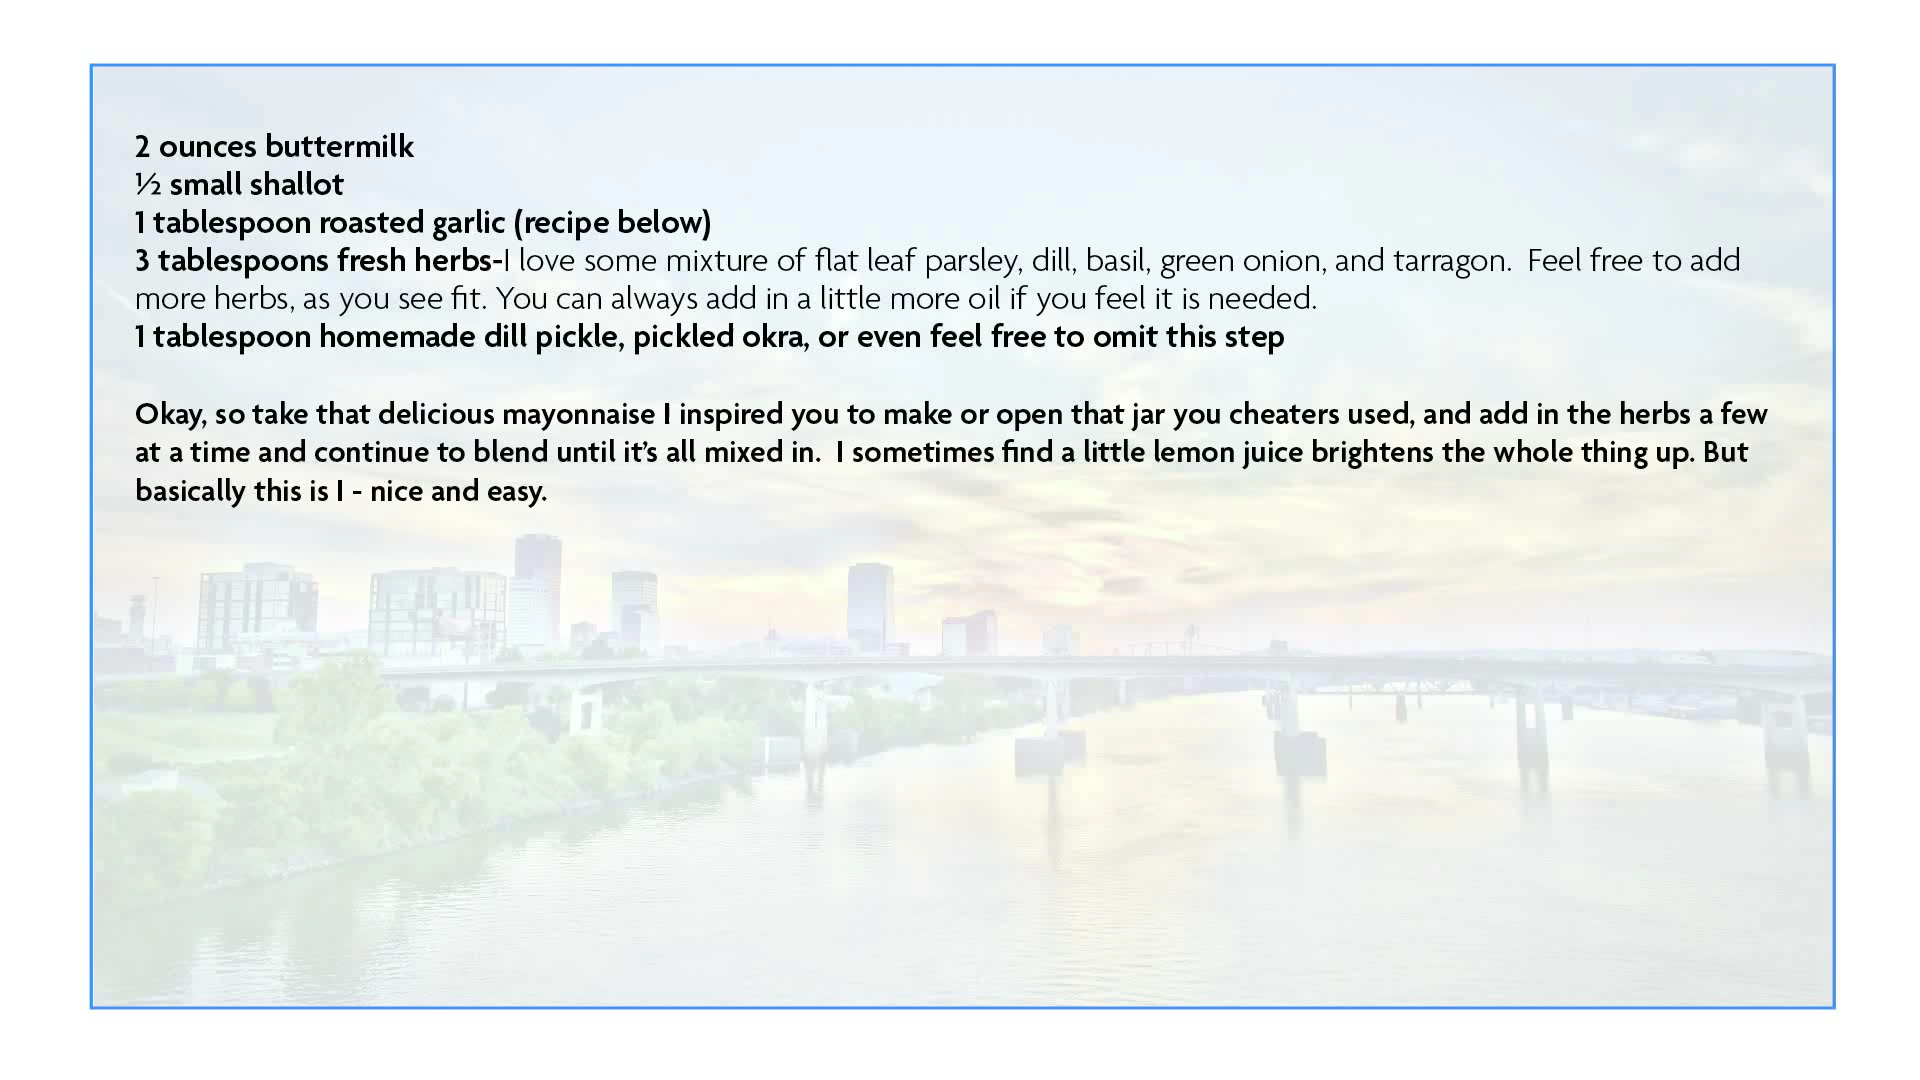 2 ounces buttermilk
½ small shallot
1 tablespoon roasted garlic (recipe below)
3 tablespoons fresh herbs-I love some mixture of flat leaf parsley, dill, basil, green onion, and tarragon.  Feel free to add
more herbs, as you see fit. You can always add in a little more oil if you feel it is needed.
1 tablespoon homemade dill pickle, pickled okra, or even feel free to omit this step
Okay, so take that delicious mayonnaise I inspired you to make or open that jar you cheaters used, and add in the herbs a few
at a time and continue to blend until it’s all mixed in.  I sometimes find a little lemon juice brightens the whole thing up. But
basically this is I - nice and easy.